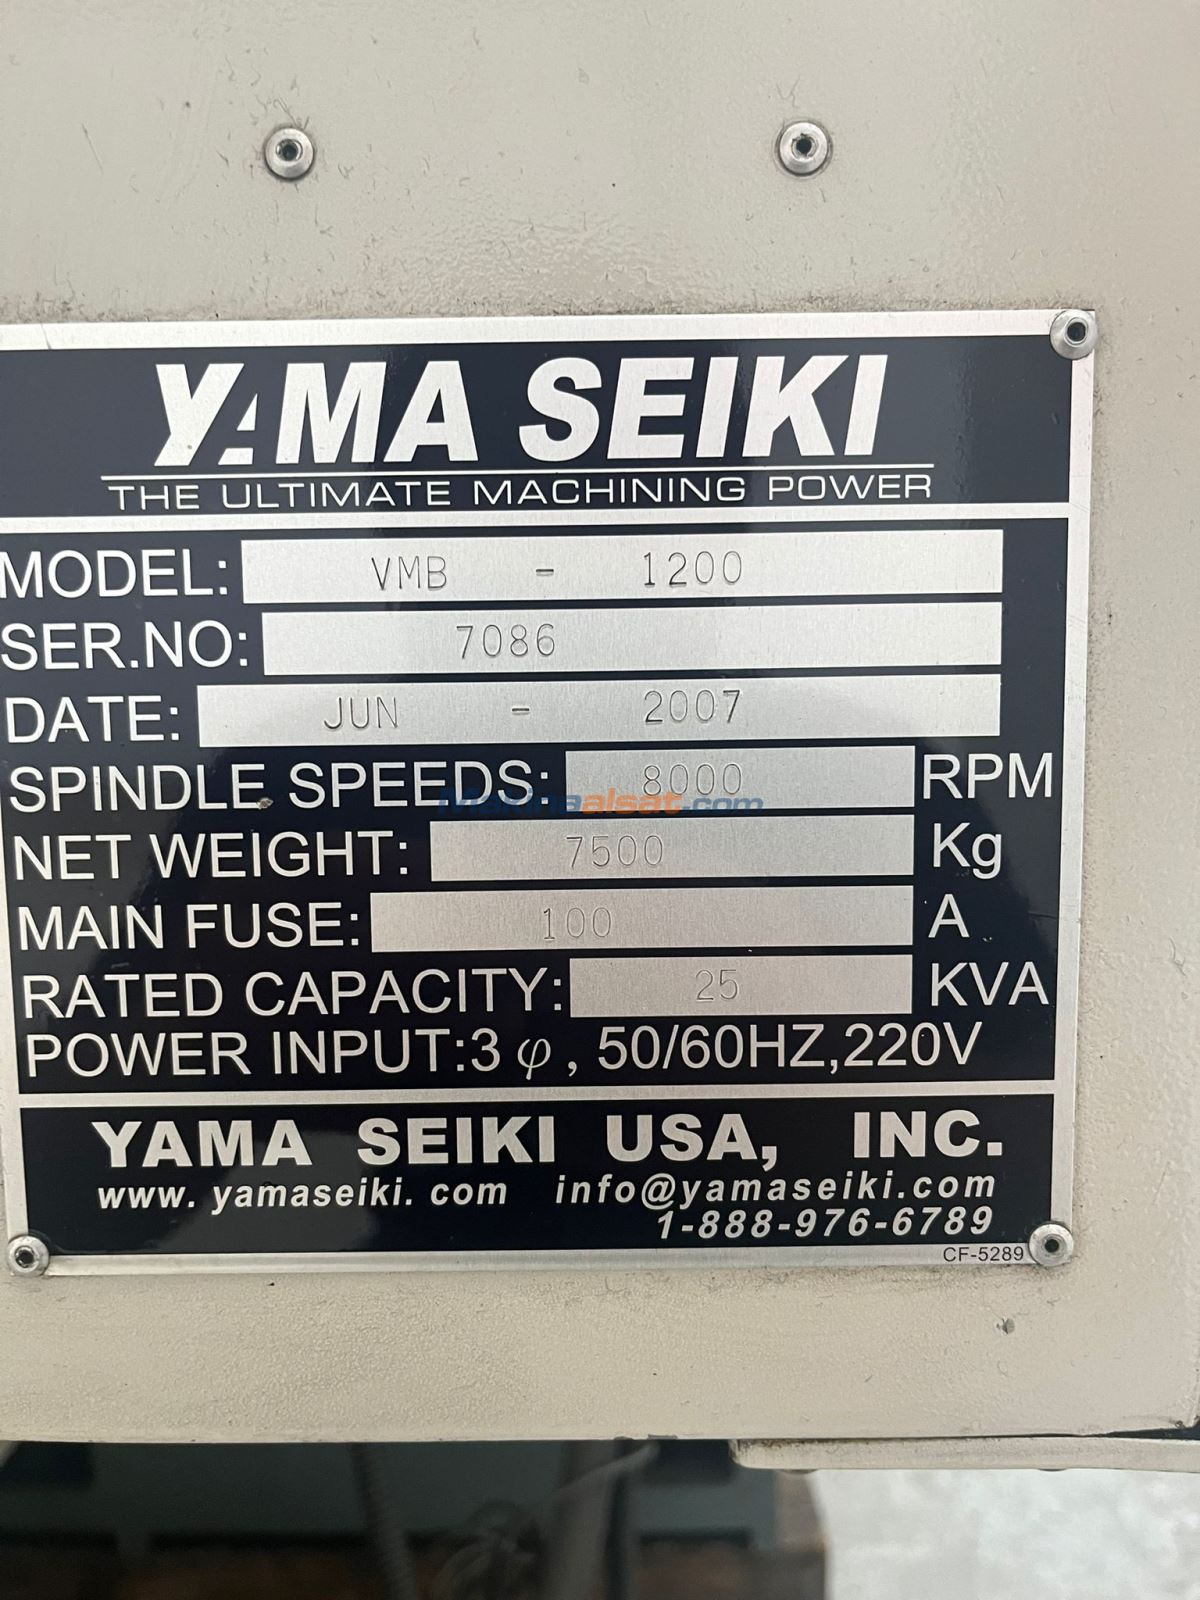 YAMA SEIKI
THE ULTIMATE MACHINING POWER
MODEL: VMB - 1200
SER.NO: 7086
DATE: JUN - 2007
SPINDLE SPEEDS: 8000 RPM
Makinaalsat.com
NET WEIGHT: 7500 Kg
MAIN FUSE: 100 A
RATED CAPACITY: 25 KVA
POWER INPUT:3 φ, 50/60HZ,220V
YAMA SEIKI USA, INC.
www. yamaseiki. com info@yamaseiki.com
1-888-976-6789
CF-5289